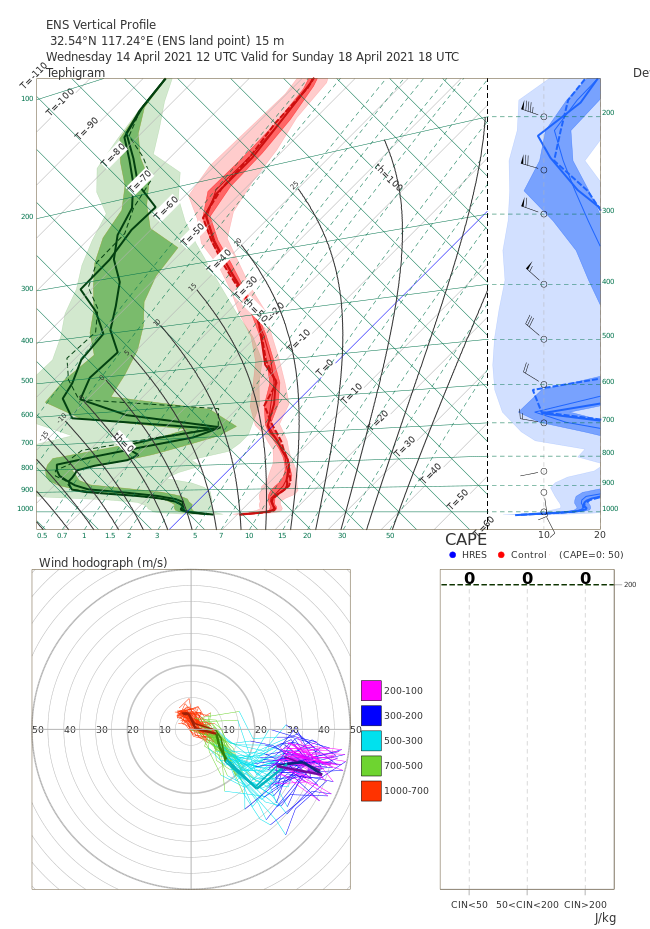 ENS Vertical Profile
32.54°N 117.24°E (ENS land point) 15 m
Wednesday 14 April 2021 12 UTC Valid for Sunday 18 April 2021 18 UTC
Tephigram
De
T=-110
T=-100
T=-90
T=-80
T=-70
T=-60
T=-50
T=-40
T=-30
T=-20
T=-10
T=0
T=10
T=20
T=30
T=40
T=50
T=60
th=0
th=50
th=100
25
20
15
10
5
0
-10
-15
100
200
300
400
500
600
700
800
900
1000
200
300
400
500
600
700
800
900
1000
0.5 0.7 1 1.5 2 3 5 7 10 15 20 30 50
10 20
CAPE
HRES Control (CAPE=0: 50)
Wind hodograph (m/s)
0 0 0
200
50 40 30 20 10 10 20 30 40 50
200-100
300-200
500-300
700-500
1000-700
CIN<50 50<CIN<200 CIN>200
J/kg